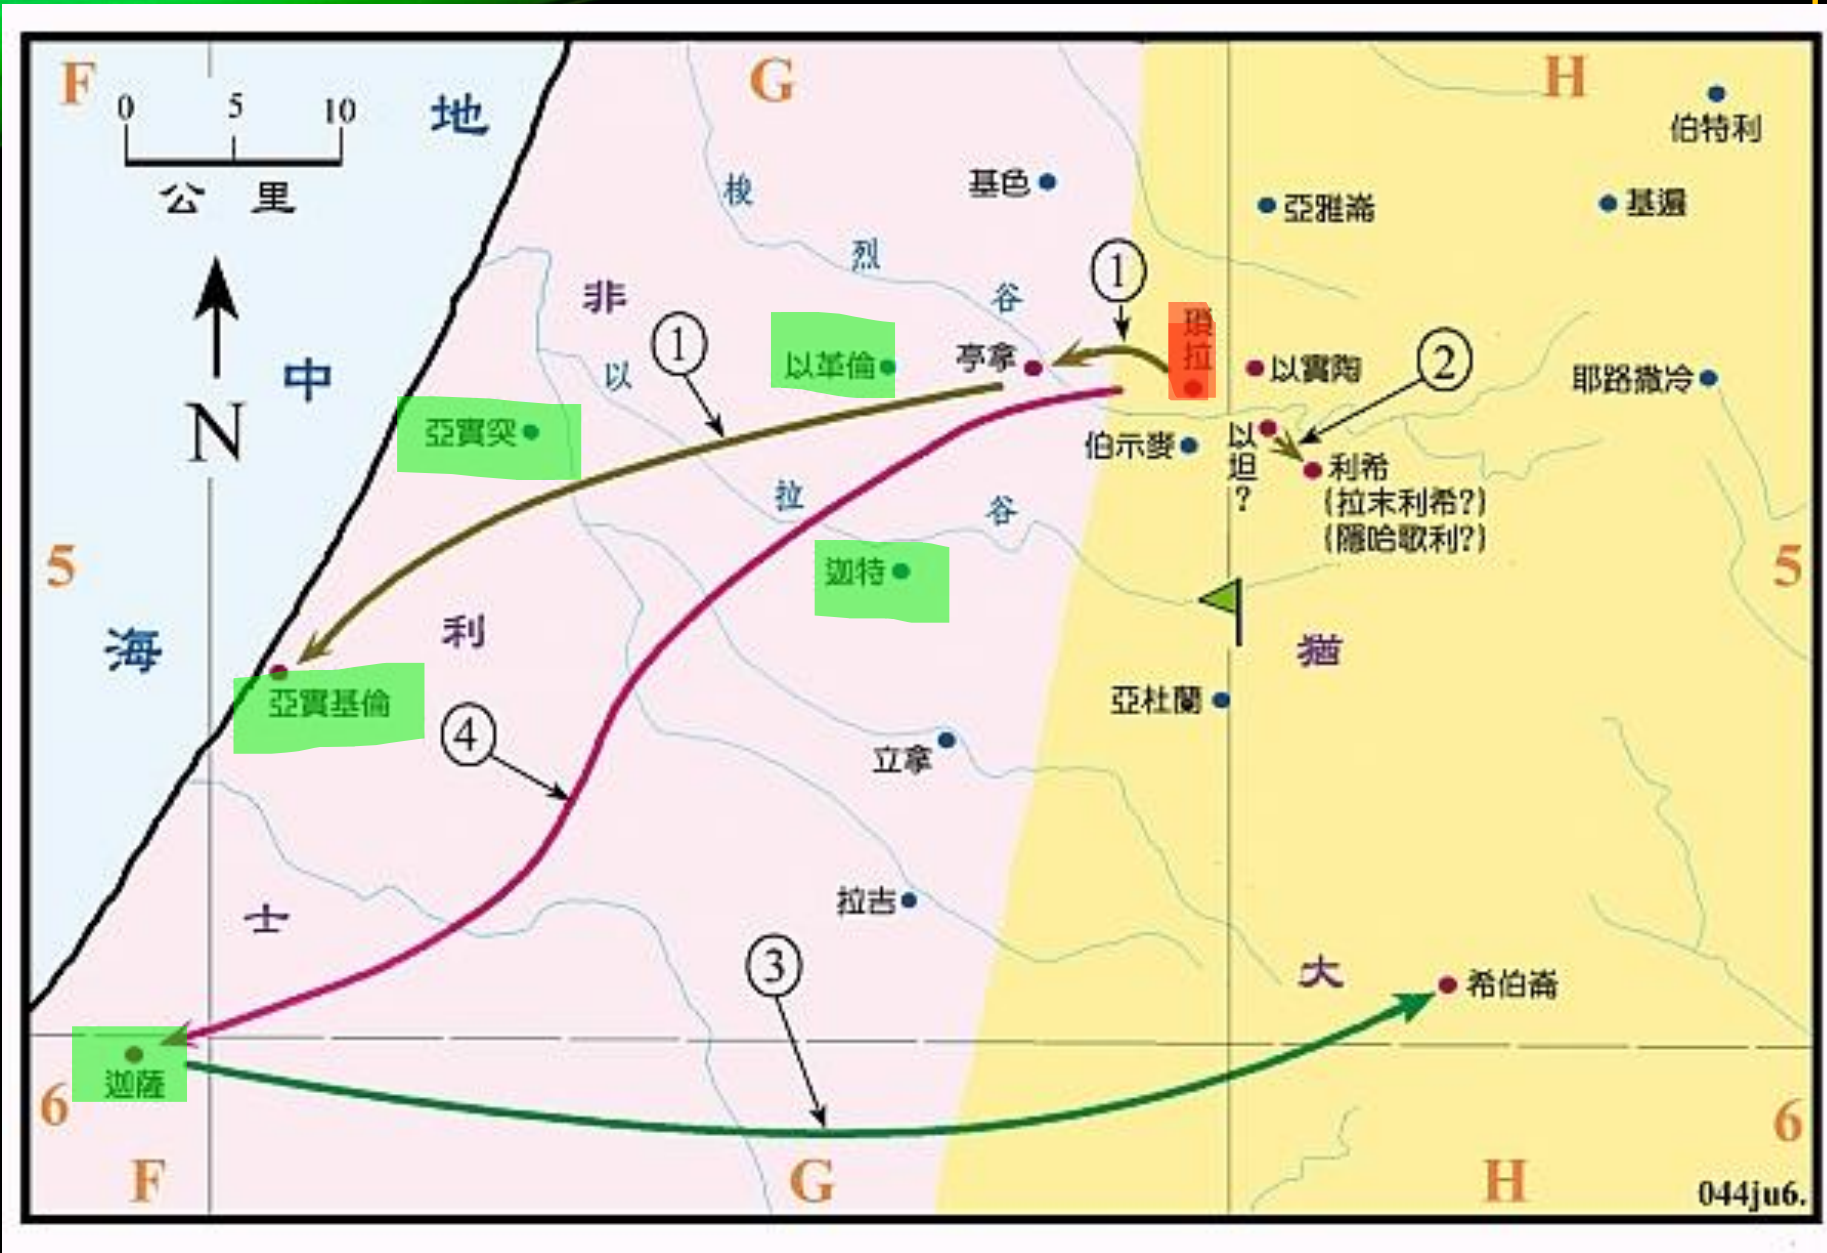 F
G
H
0 5 10
公里
地
中
海
N
伯特利
基色
亞雅崙
基遍
梭
烈
谷
非
利
士
①
①
瑣拉
以革倫
亭拿
以實陶
②
耶路撒冷
以
拉
谷
亞實突
伯示麥
以坦?
利希
(拉末利希?)
(隱哈歌利?)
5
迦特
5
猶
大
亞實基倫
亞杜蘭
④
立拿
拉吉
③
希伯崙
迦薩
6
6
F
G
H
044ju6.